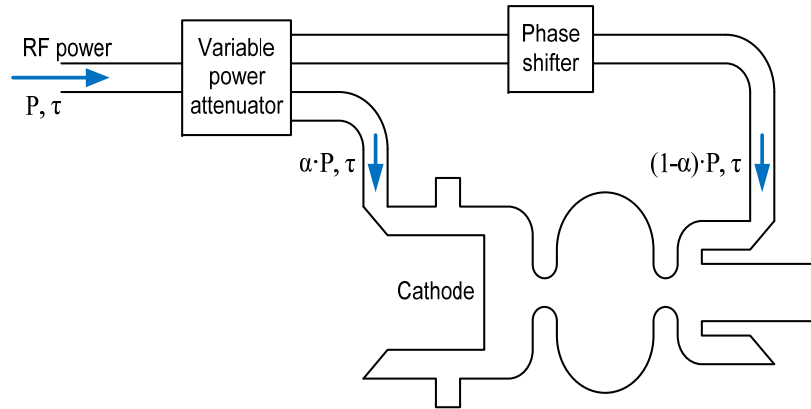 RF power
P, τ
Variable
power
attenuator
Phase
shifter
α·P, τ
(1-α)·P, τ
Cathode